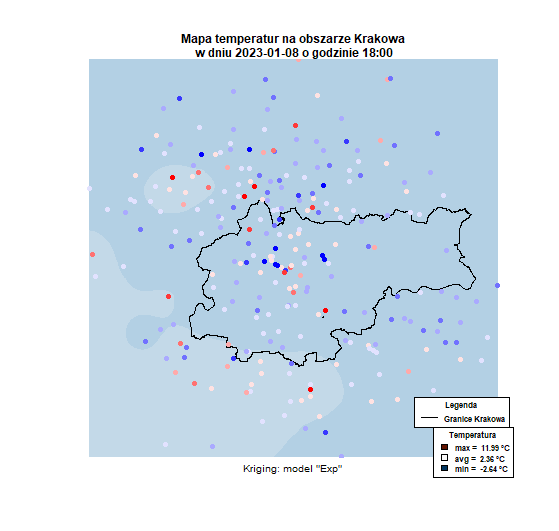 Mapa temperatur na obszarze Krakowa
w dniu 2023-01-08 o godzinie 18:00
Legenda
Granice Krakowa
Temperatura
max = 11.99 °C
avg = 2.36 °C
min = -2.64 °C
Kriging: model "Exp"